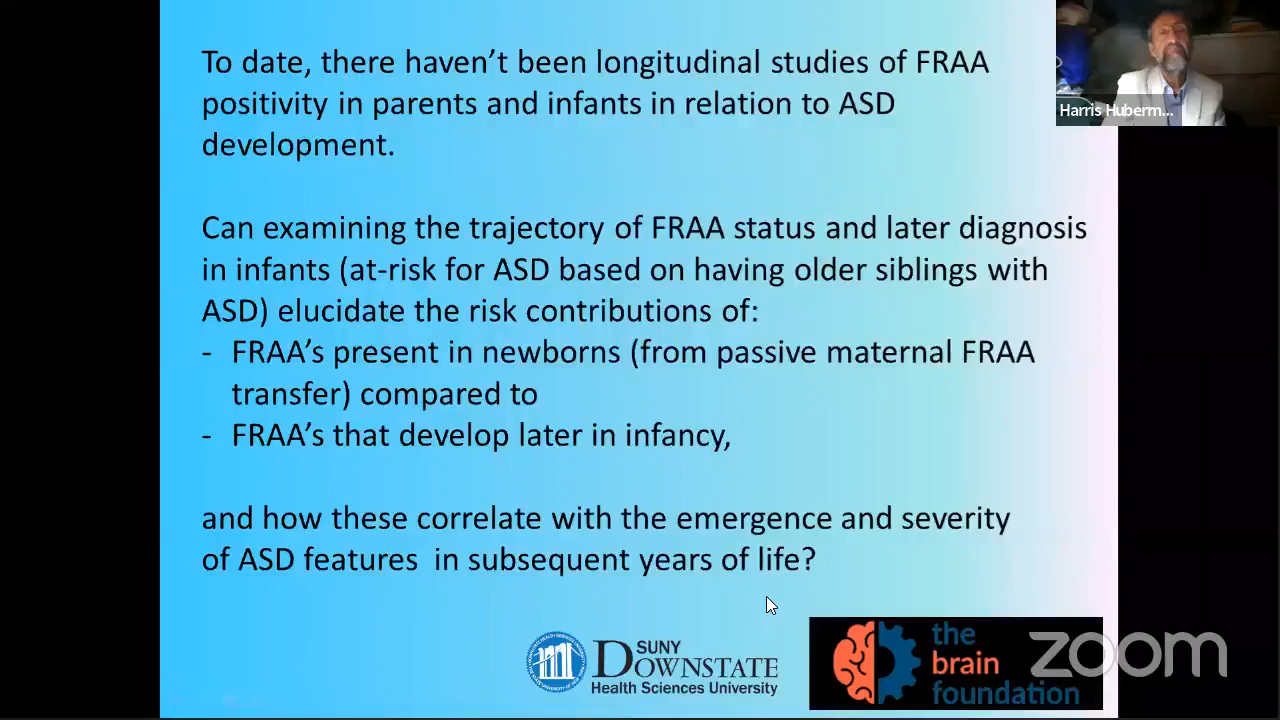 To date, there haven’t been longitudinal studies of FRAA
positivity in parents and infants in relation to ASD
development.
Can examining the trajectory of FRAA status and later diagnosis
in infants (at-risk for ASD based on having older siblings with
ASD) elucidate the risk contributions of:
- FRAA’s present in newborns (from passive maternal FRAA
transfer) compared to
- FRAA’s that develop later in infancy,
and how these correlate with the emergence and severity
of ASD features in subsequent years of life?
Harris Huberm...
SUNY
DOWNSTATE
Health Sciences University
the
brain
foundation
zoom